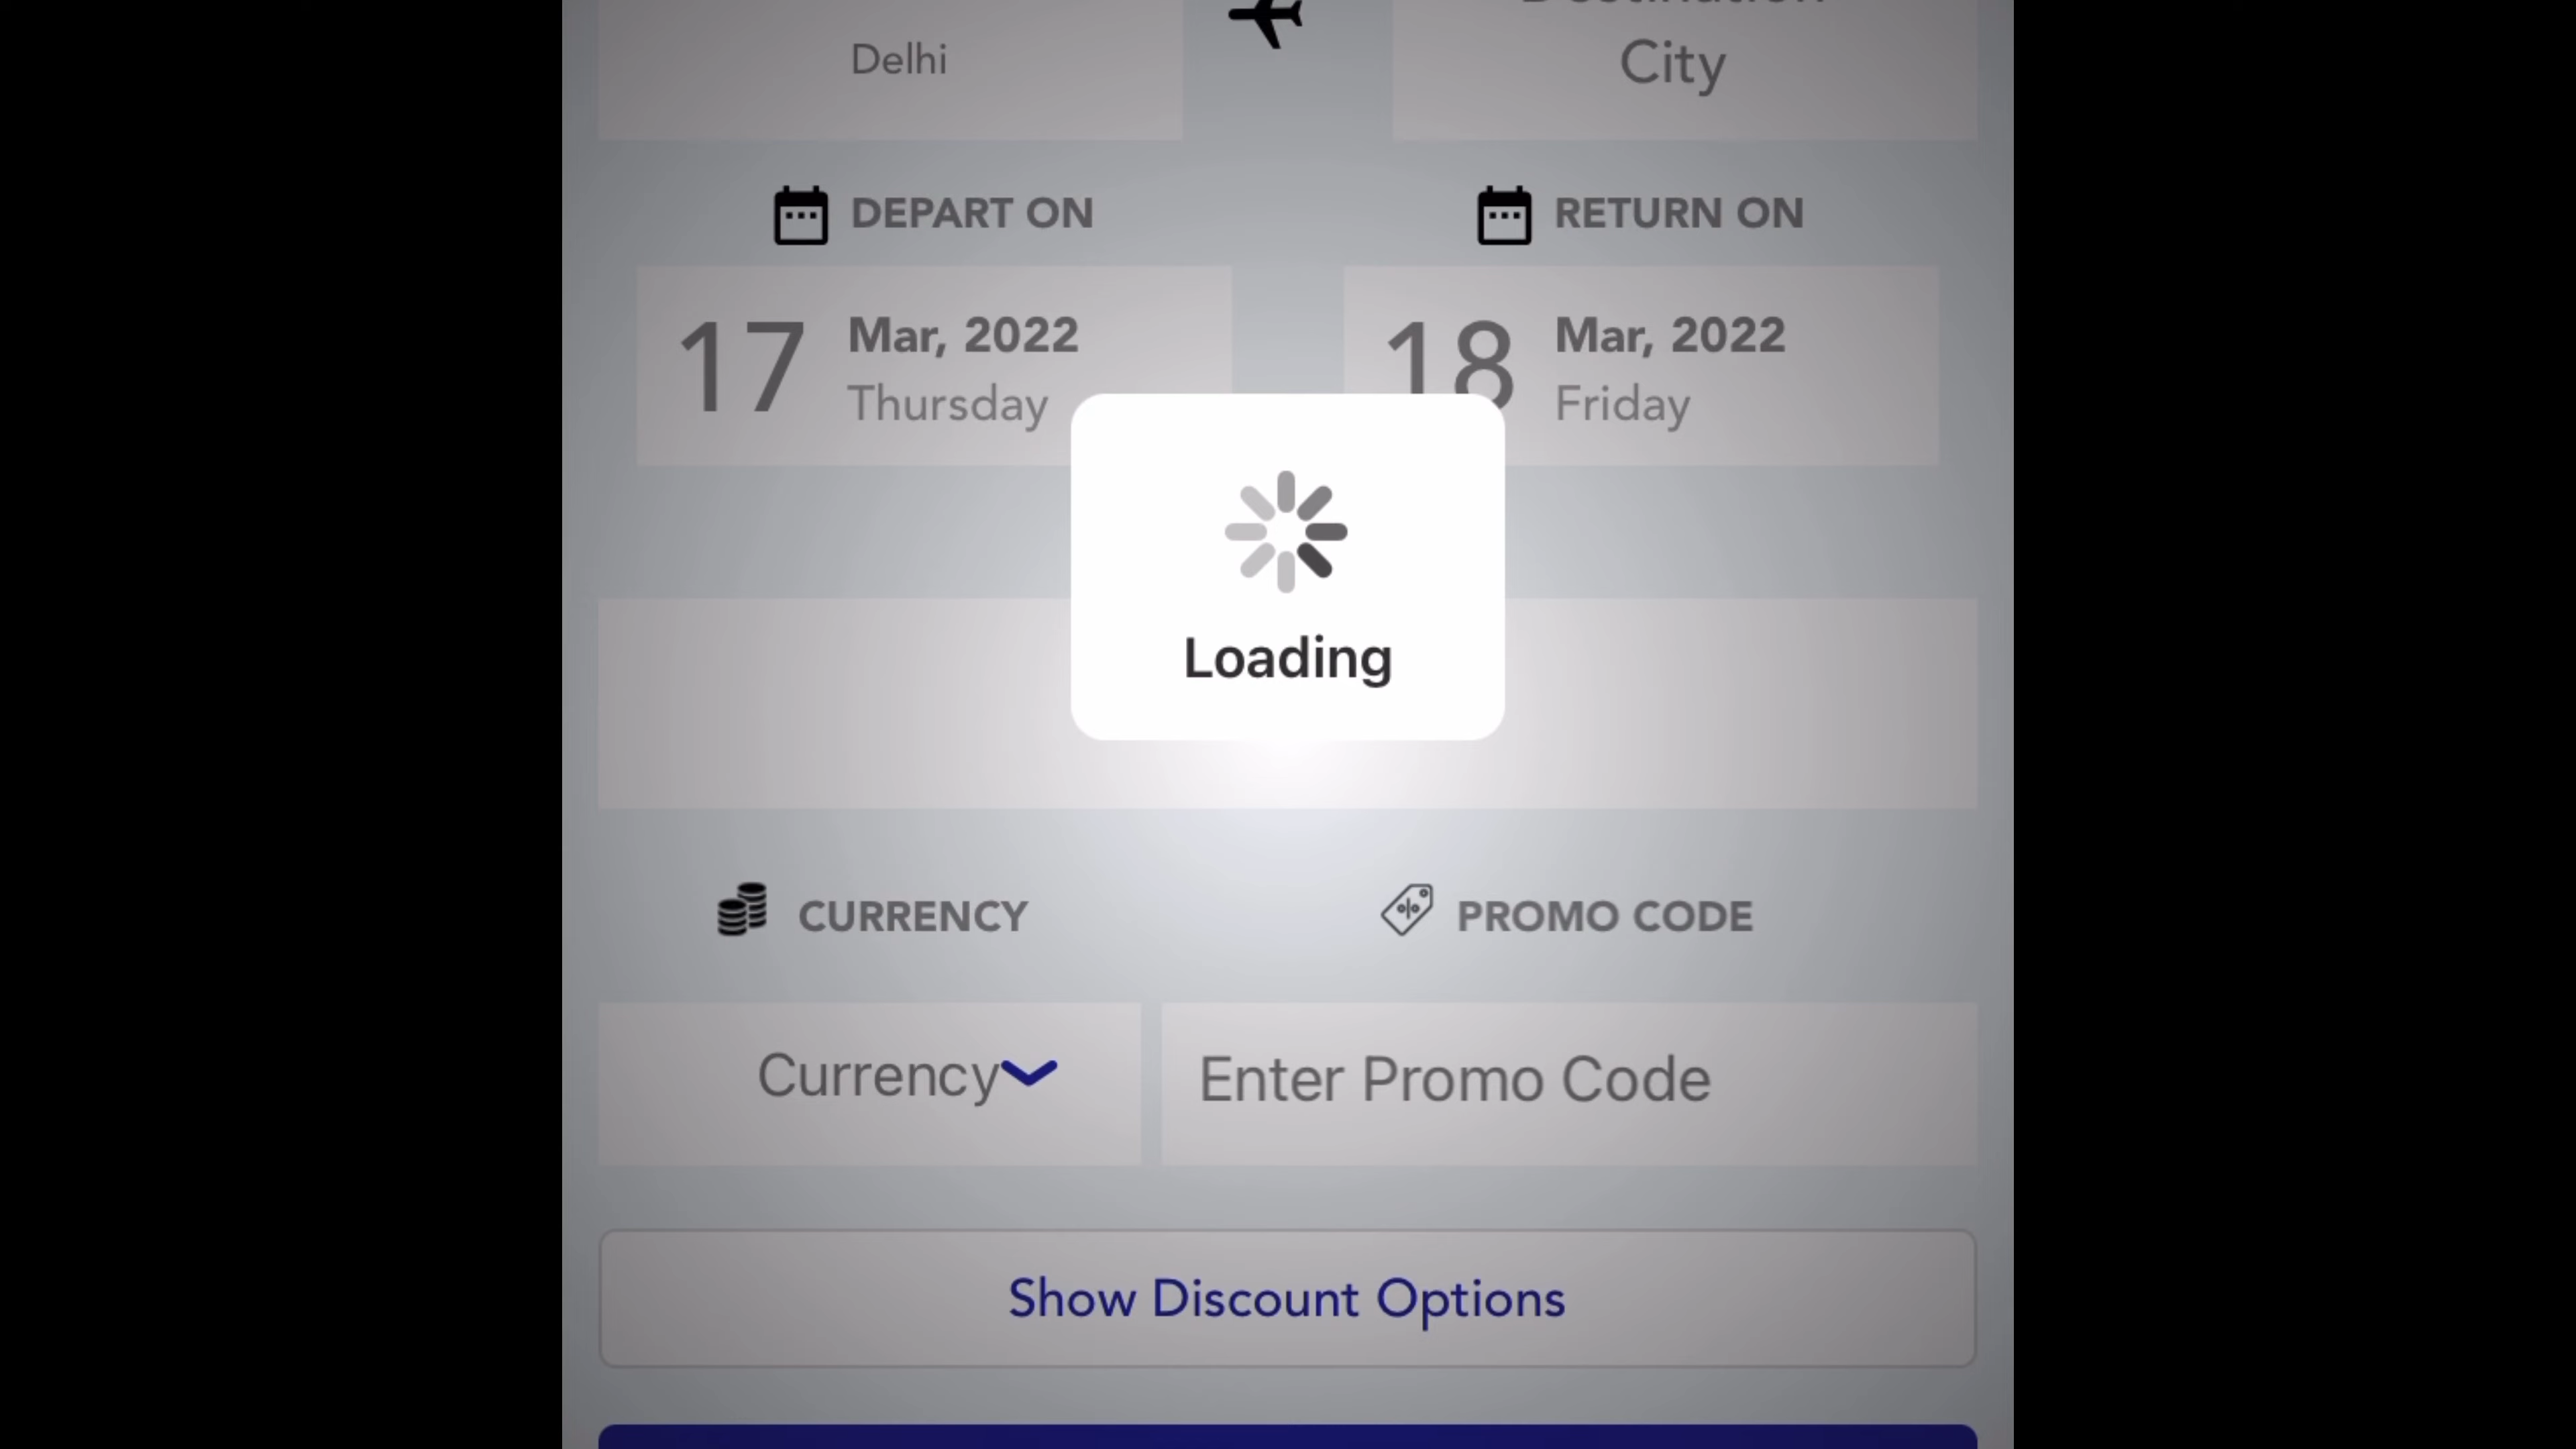 Destination
Delhi
City
DEPART ON
RETURN ON
17
Mar, 2022
Thursday
18
Mar, 2022
Friday
Loading
CURRENCY
PROMO CODE
Currency
Enter Promo Code
Show Discount Options